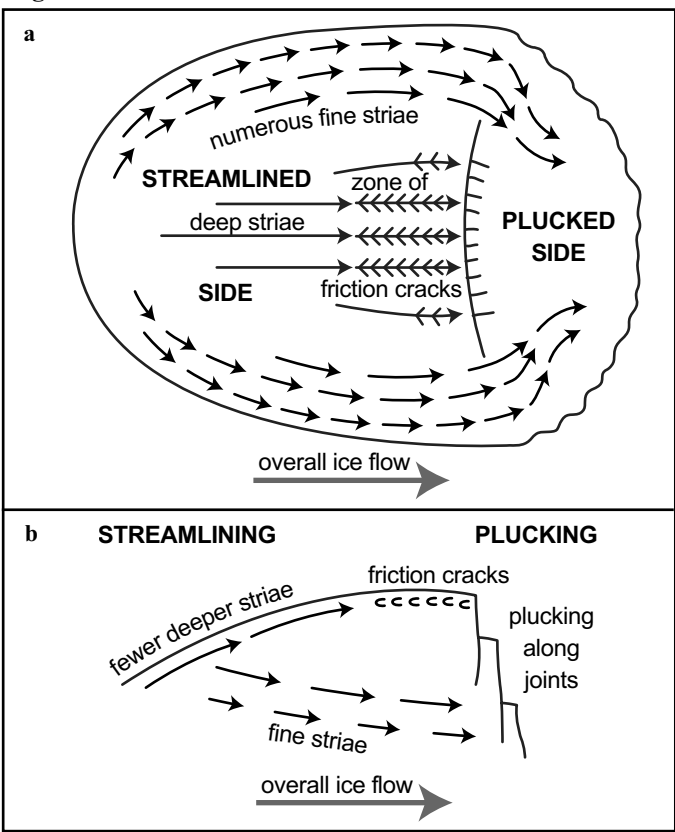 a
numerous fine striae
STREAMLINED
zone of
deep striae
PLUCKED
SIDE
SIDE
friction cracks
overall ice flow
b
STREAMLINING
PLUCKING
friction cracks
fewer deeper striae
plucking
along
joints
fine striae
overall ice flow